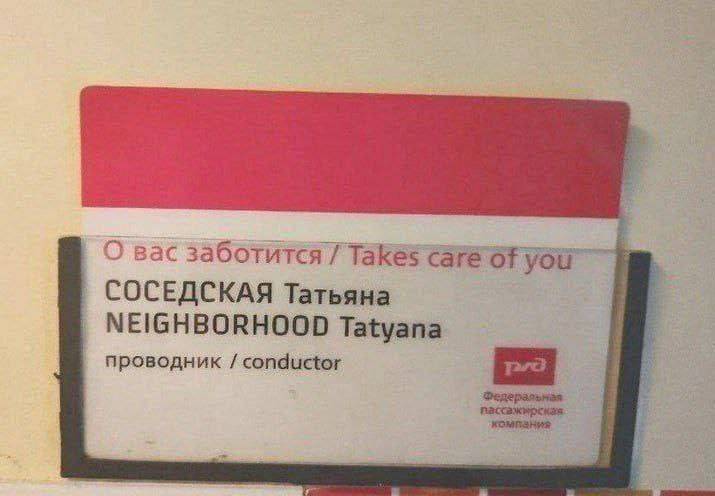 О вас заботится / Takes care of you
СОСЕДСКАЯ Татьяна
NEIGHBORHOOD Tatyana
проводник / conductor
ржд
Федеральная
пассажирская
компания